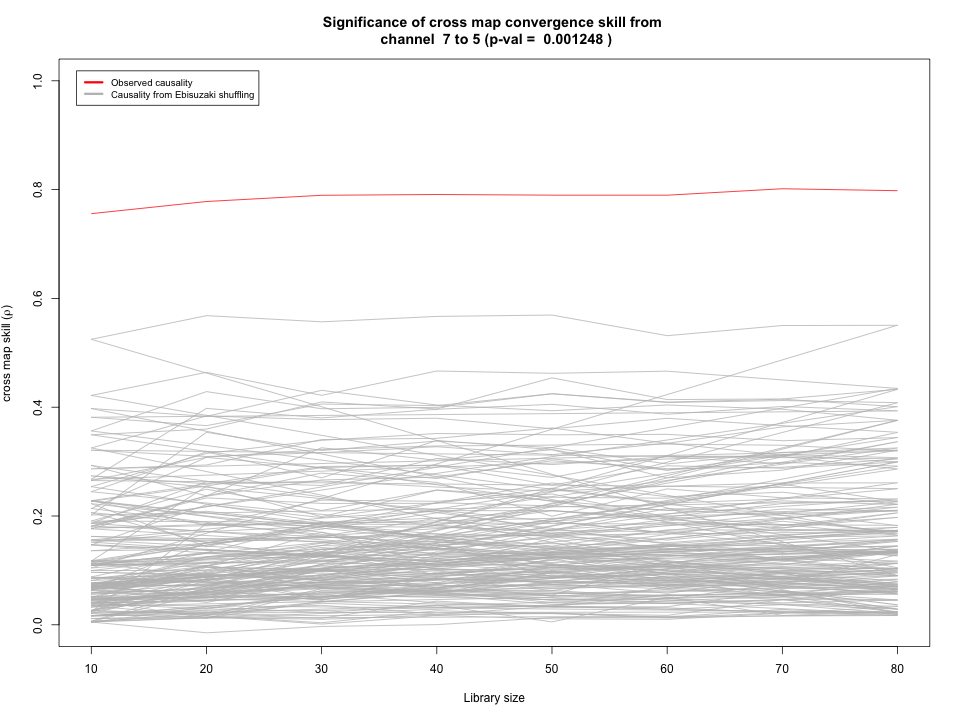 Significance of cross map convergence skill from
channel  7 to 5 (p-val =  0.001248 )
Observed causality
Causality from Ebisuzaki shuffling
cross map skill (ρ)
1.0
0.8
0.6
0.4
0.2
0.0
10 20 30 40 50 60 70 80
Library size